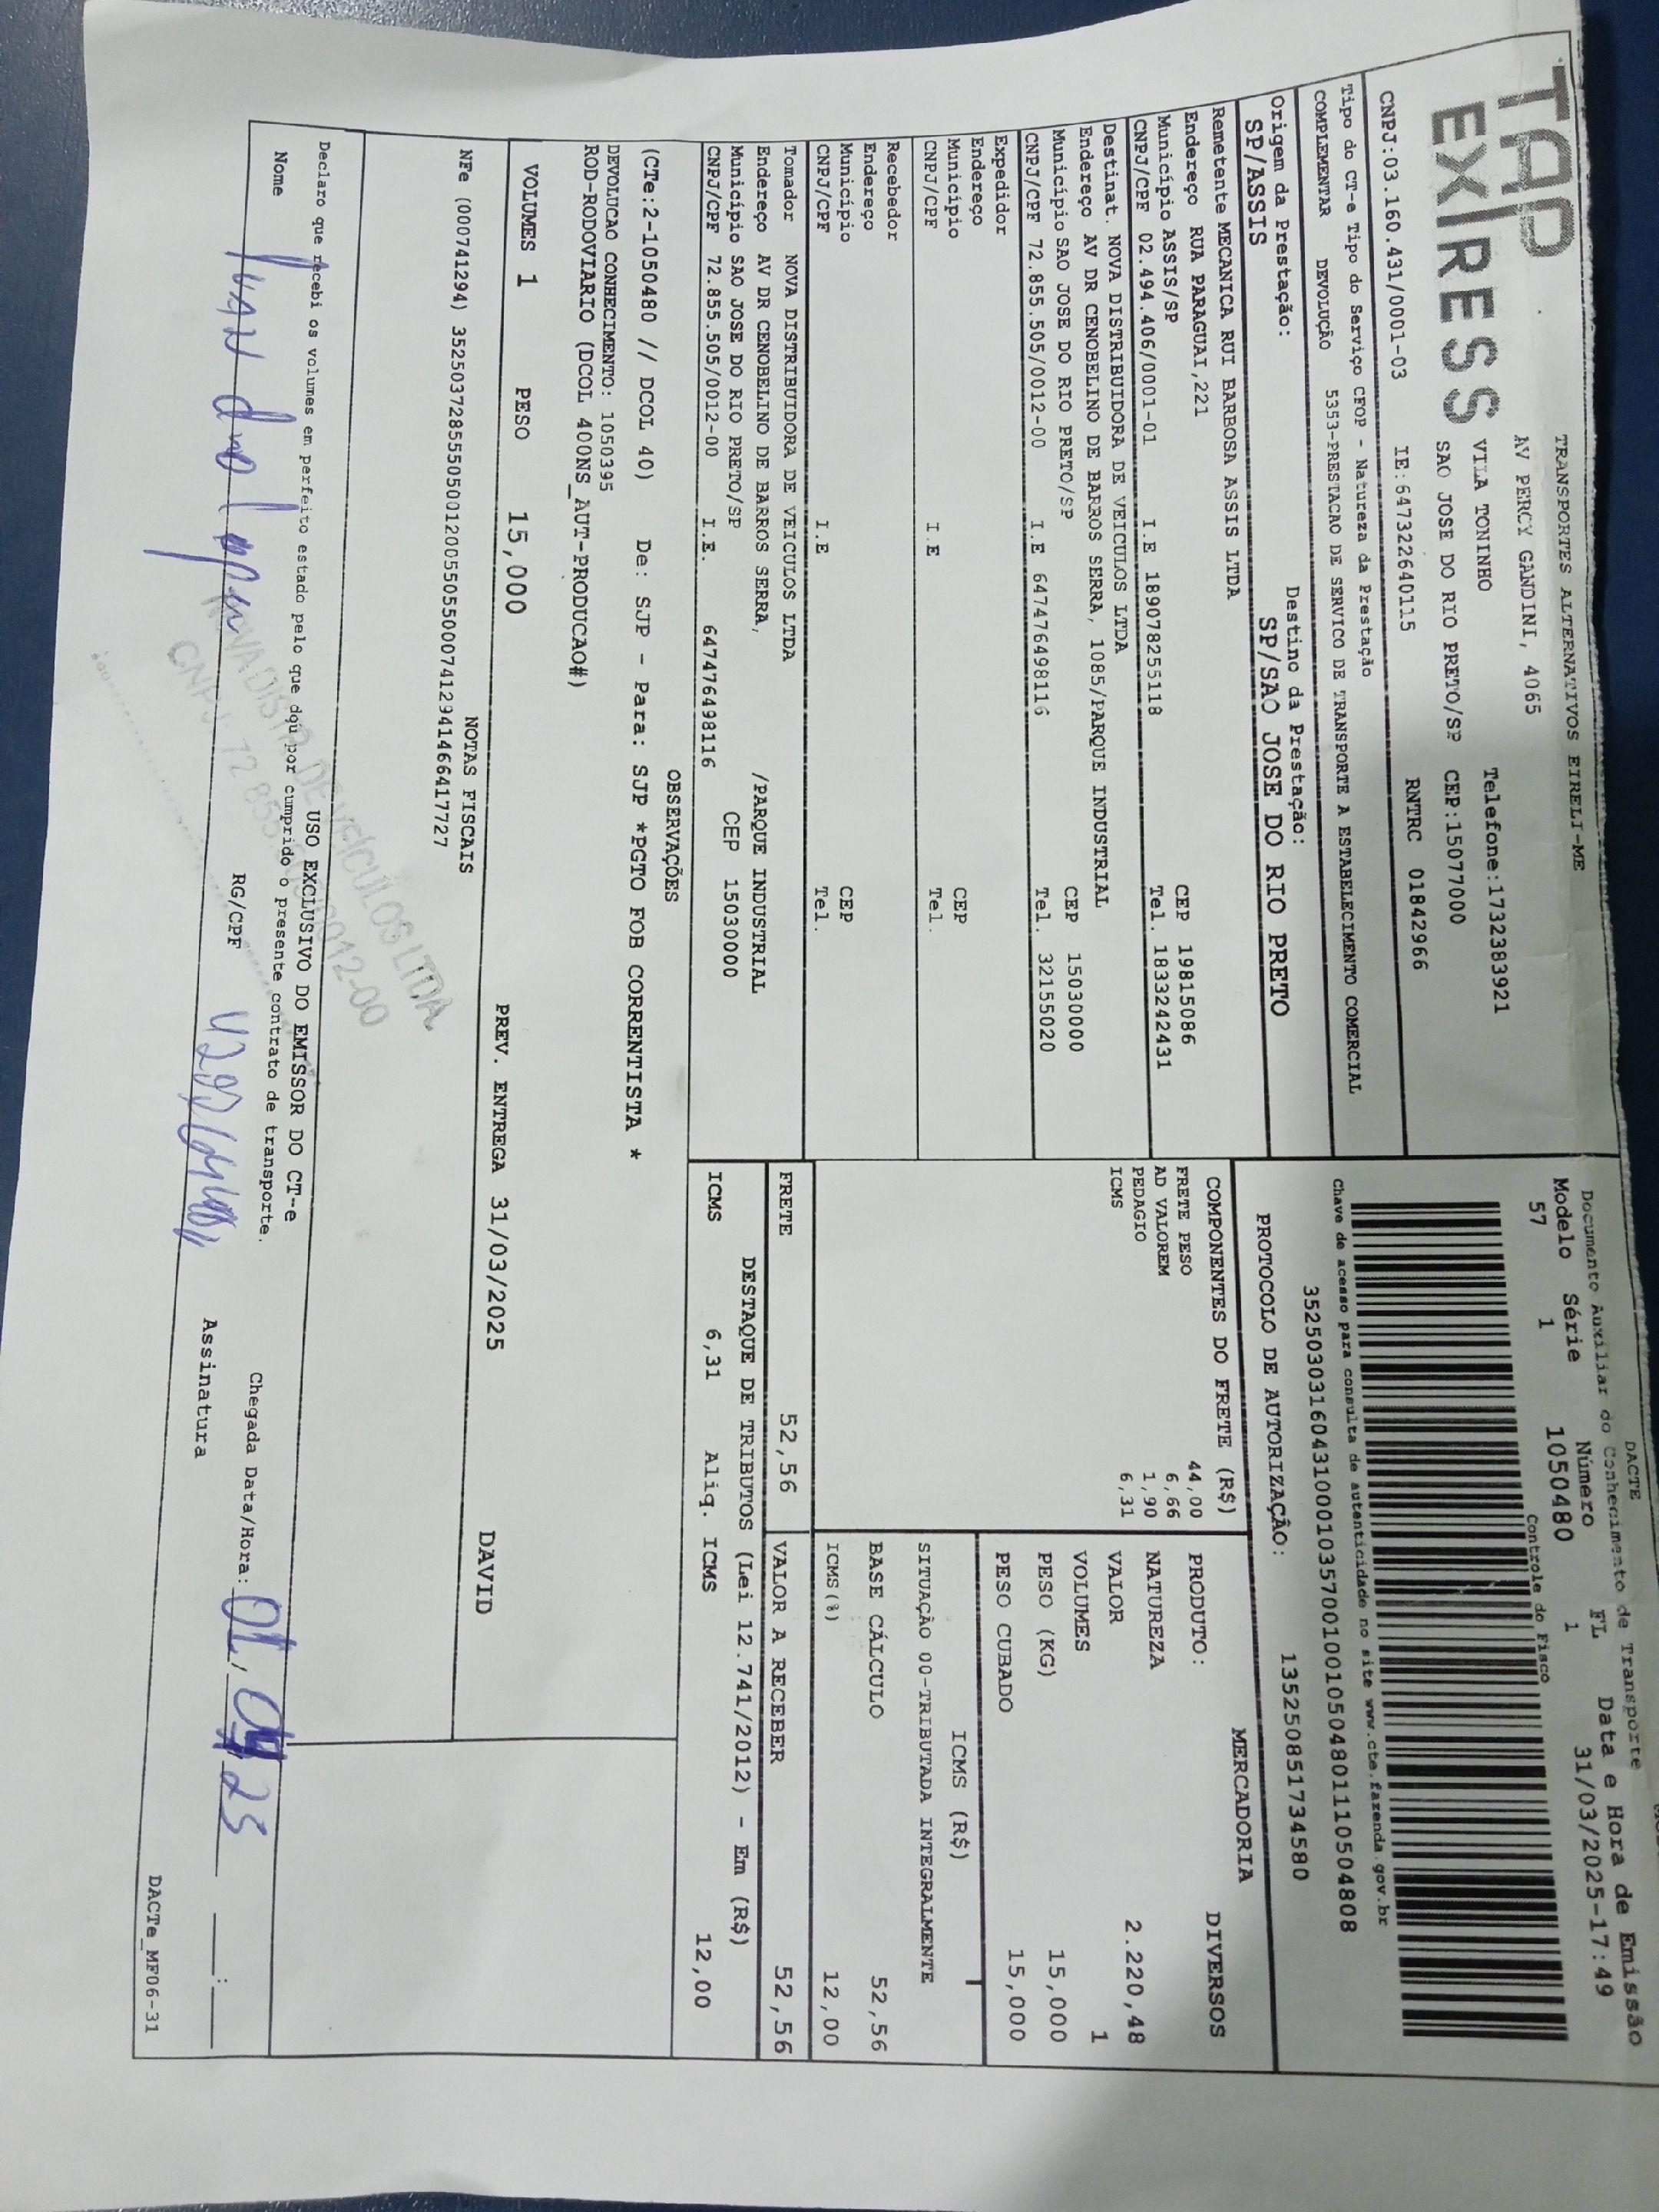 TAP
EXPRESS
TRANSPORTES ALTERNATIVOS EIRELI-ME
AV PERCY GANDINI, 4065
VILA TONINHO Telefone:1732383921
SAO JOSE DO RIO PRETO/SP CEP:15077000
CNPJ:03.160.431/0001-03 IE:647322640115 RNTRC 01842966
Tipo do CT-e Tipo do Serviço CFOP - Natureza da Prestação
COMPLEMENTAR DEVOLUÇÃO 5353-PRESTACAO DE SERVICO DE TRANSPORTE A ESTABELECIMENTO COMERCIAL
Origem da Prestação: Destino da Prestação:
SP/ASSIS SP/SAO JOSE DO RIO PRETO
DACTE
Documento Auxiliar do Conhecimento de Transporte
Modelo Série Número FL Data e Hora de Emissão
57 1 1050480 1 31/03/2025-17:49
Controle do Fisco
Chave de acesso para consulta de autenticidade no site www.cte.fazenda.gov.br
35250303160431000103570010010504801110504808
PROTOCOLO DE AUTORIZAÇÃO: 135250851734580
Remetente MECANICA RUI BARBOSA ASSIS LTDA
Endereço RUA PARAGUAI,221
Município ASSIS/SP CEP 19815086
CNPJ/CPF 02.494.406/0001-01 I.E 189078255118 Tel. 1833242431
Destinat. NOVA DISTRIBUIDORA DE VEICULOS LTDA
Endereço AV DR CENOBELINO DE BARROS SERRA, 1085/PARQUE INDUSTRIAL
Município SAO JOSE DO RIO PRETO/SP CEP 15030000
CNPJ/CPF 72.855.505/0012-00 I.E 647476498116 Tel. 32155020
Expedidor
Endereço
Município CEP
CNPJ/CPF I.E Tel.
Recebedor
Endereço
Município CEP
CNPJ/CPF I.E Tel.
Tomador NOVA DISTRIBUIDORA DE VEICULOS LTDA
Endereço AV DR CENOBELINO DE BARROS SERRA, /PARQUE INDUSTRIAL
Município SAO JOSE DO RIO PRETO/SP CEP 15030000
CNPJ/CPF 72.855.505/0012-00 I.E. 647476498116
COMPONENTES DO FRETE (R$)
FRETE PESO 44,00
AD VALOREM 6,66
PEDAGIO 1,90
ICMS 6,31
MERCADORIA
PRODUTO: DIVERSOS
NATUREZA
VALOR 2.220,48
VOLUMES 1
PESO (KG) 15,000
PESO CUBADO 15,000
ICMS (R$)
SITUAÇÃO 00-TRIBUTADA INTEGRALMENTE
BASE CÁLCULO 52,56
ICMS(%) 12,00
FRETE 52,56 VALOR A RECEBER 52,56
DESTAQUE DE TRIBUTOS (Lei 12.741/2012) - Em (R$)
ICMS 6,31 Aliq. ICMS 12,00
OBSERVAÇÕES
(CTe:2-1050480 // DCOL 40) De: SJP - Para: SJP *PGTO FOB CORRENTISTA *
DEVOLUCAO CONHECIMENTO: 1050395
ROD-RODOVIARIO (DCOL 400NS_AUT-PRODUCAO#)
VOLUMES 1 PESO 15,000 PREV. ENTREGA 31/03/2025 DAVID
NOTAS FISCAIS
NFe (000741294) 35250372855505001200550550007412941466417727
USO EXCLUSIVO DO EMISSOR DO CT-e
Declaro que recebi os volumes em perfeito estado pelo que dou por cumprido o presente contrato de transporte.
Nome RG/CPF Assinatura Chegada Data/Hora: __:__
NOVA DISTR. DE VEICULOS LTDA
CNPJ 72.855.505/0012-00
DACTe_MF06-31